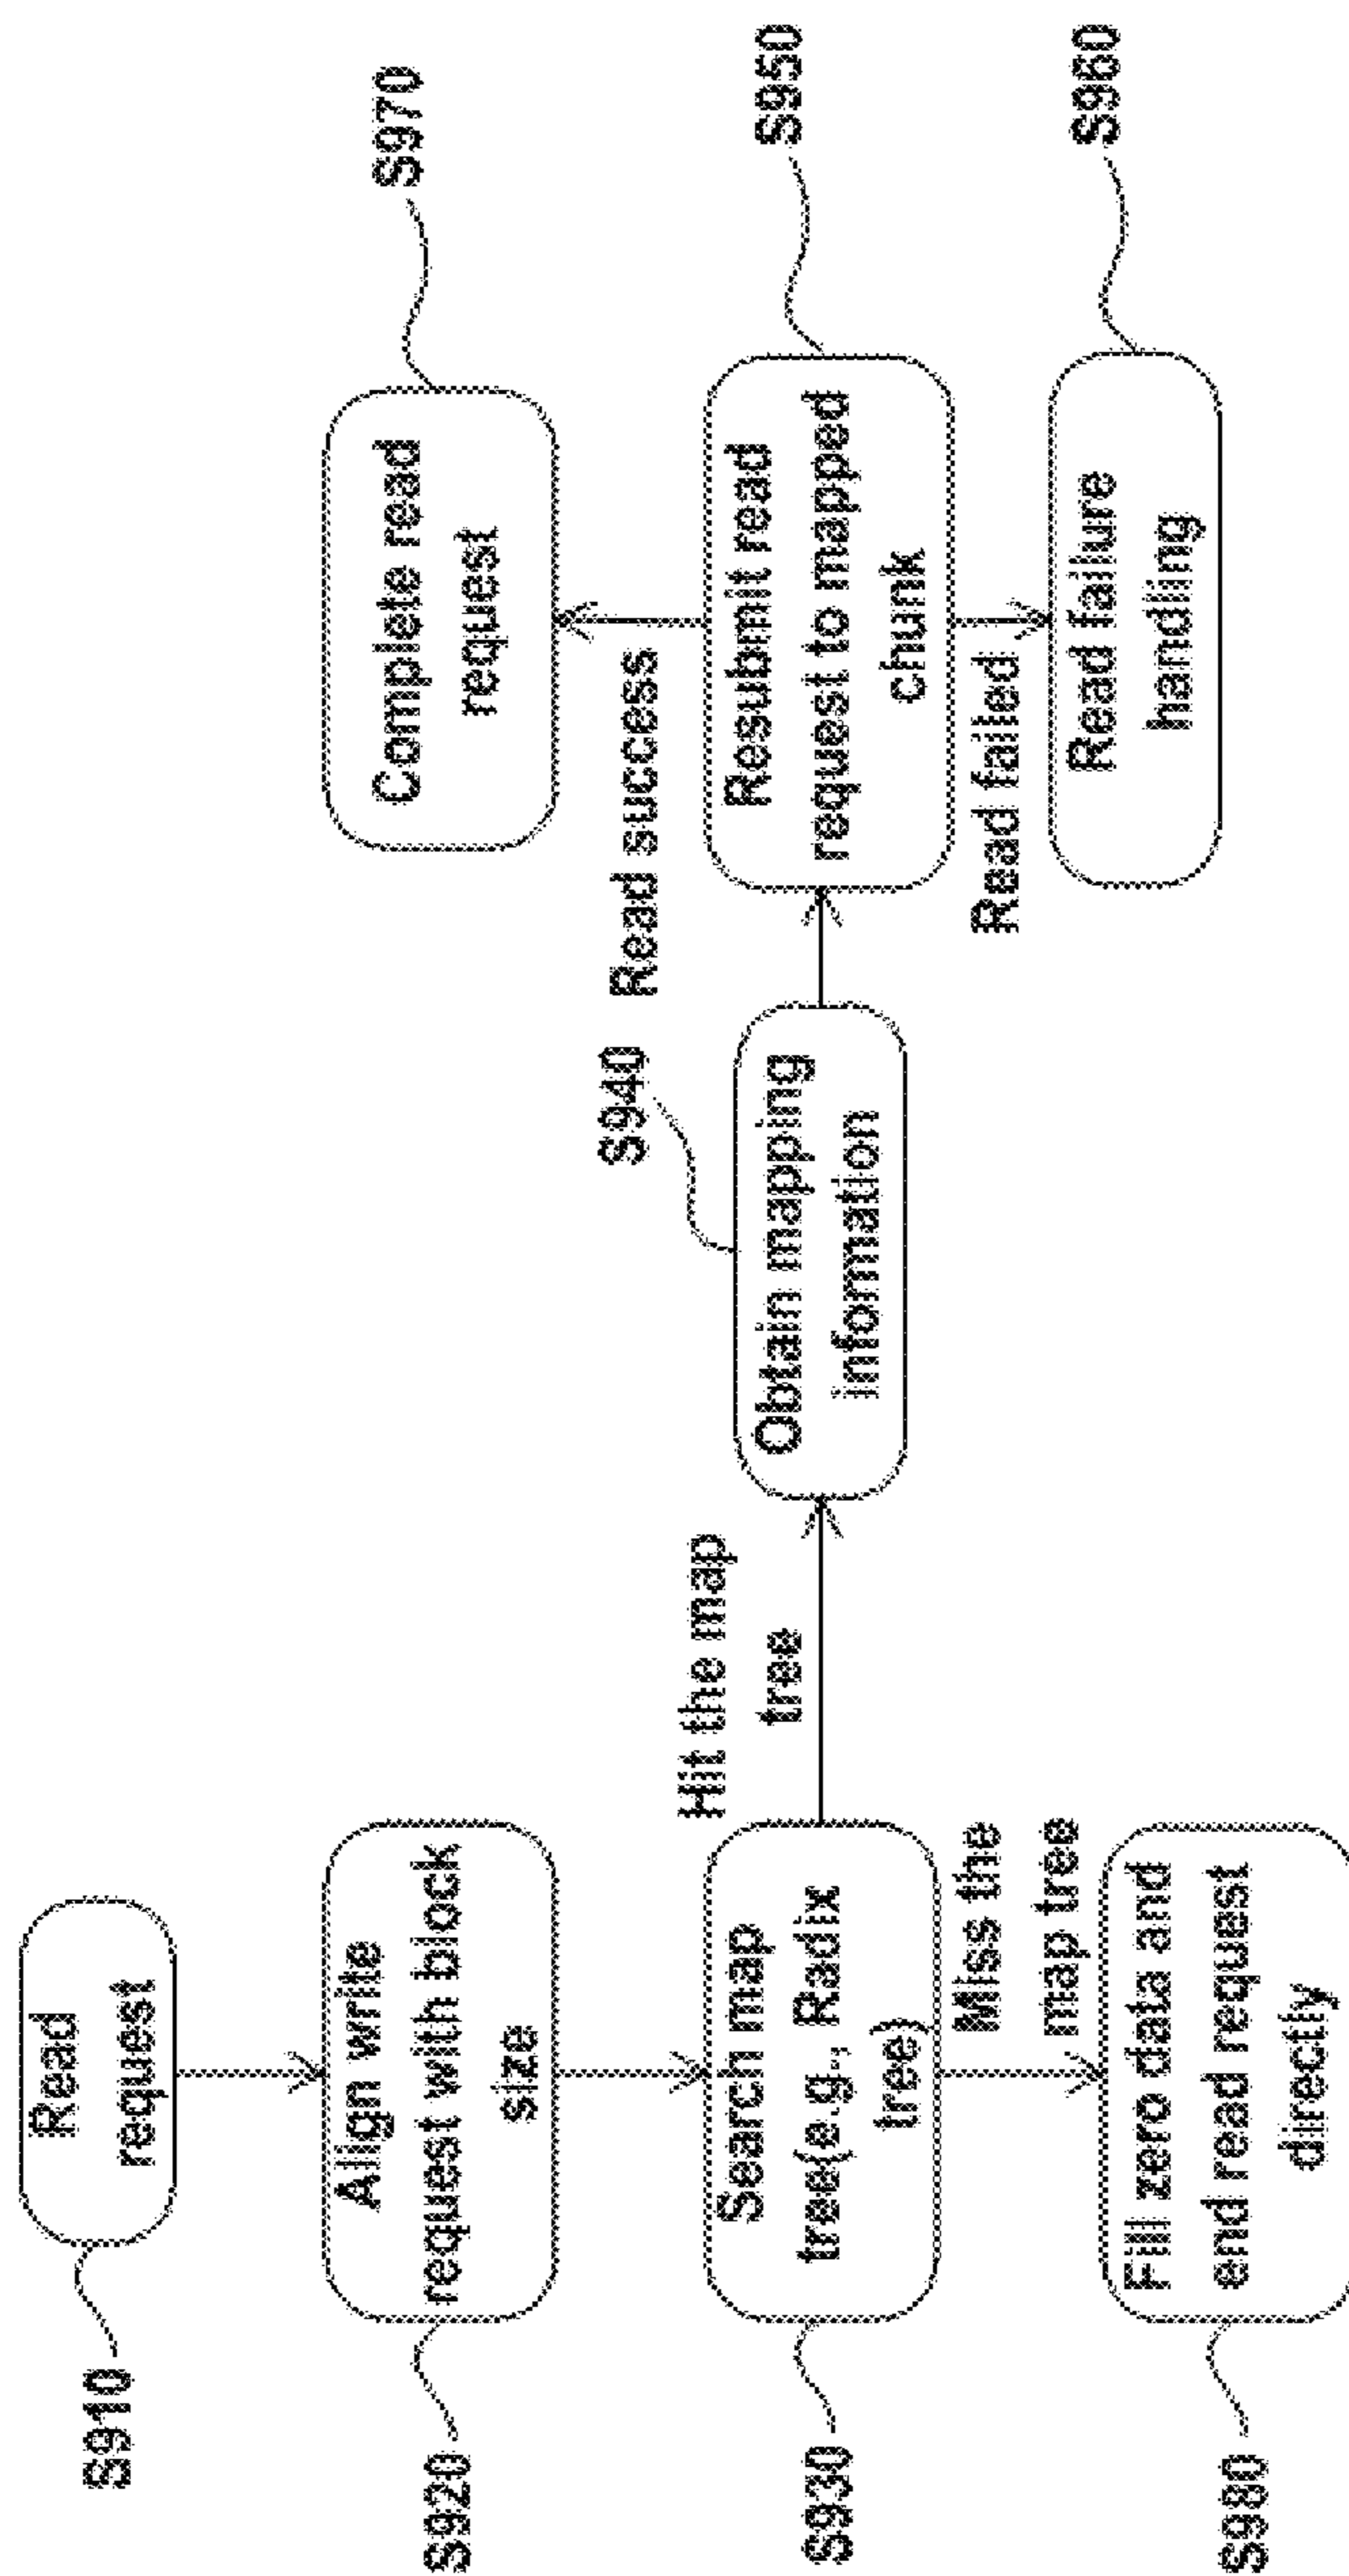 S910
Read
request
S920
Align write
request with block
size
S930
Search map
tree(e.g., Radix
tree)
Hit the map
tree
Miss the
map tree
S980
Fill zero data and
end read request
directly
S940
Obtain mapping
information
Read success
S970
Complete read
request
S950
Resubmit read
request to mapped
chunk
Read failed
S960
Read failure
handling